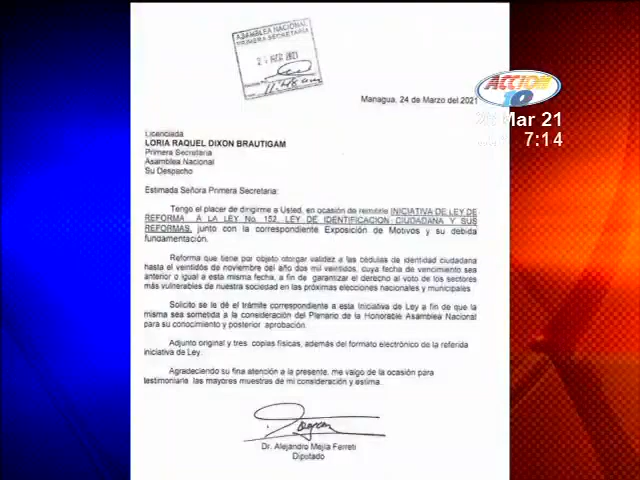 ASAMBLEA NACIONAL
PRIMERA SECRETARIA
24 MAR 2021
Managua, 24 de Marzo del 2021
ACCION
10
Mar 21
7:14
Licenciada
LORIA RAQUEL DIXON BRAUTIGAM
Primera Secretaria
Asamblea Nacional
Su Despacho
Estimada Señora Primera Secretaria:
Tengo el placer de dirigirme a Usted, en ocasión de remitirle INICIATIVA DE LEY DE
REFORMA A LA LEY No. 152, LEY DE IDENTIFICACION CIUDADANA Y SUS
REFORMAS, junto con la correspondiente Exposición de Motivos y su debida
fundamentación.
Reforma que tiene por objeto otorgar validez a las cédulas de identidad ciudadana
hasta el veintidós de noviembre del año dos mil veintidós, cuya fecha de vencimiento sea
anterior o igual a esta misma fecha, a fin de garantizar el derecho al voto de los sectores
más vulnerables de nuestra sociedad en las próximas elecciones nacionales y municipales
Solicito se le dé el trámite correspondiente a esta Iniciativa de Ley a fin de que la
misma sea sometida a la consideración del Plenario de la Honorable Asamblea Nacional
para su conocimiento y posterior aprobación.
Adjunto original y tres copias físicas, además del formato electrónico de la referida
iniciativa de Ley.
Agradeciendo su fina atención a la presente, me valgo de la ocasión para
testimoniarle las mayores muestras de mi consideración y estima.
Dr. Alejandro Mejía Ferreti
Diputado